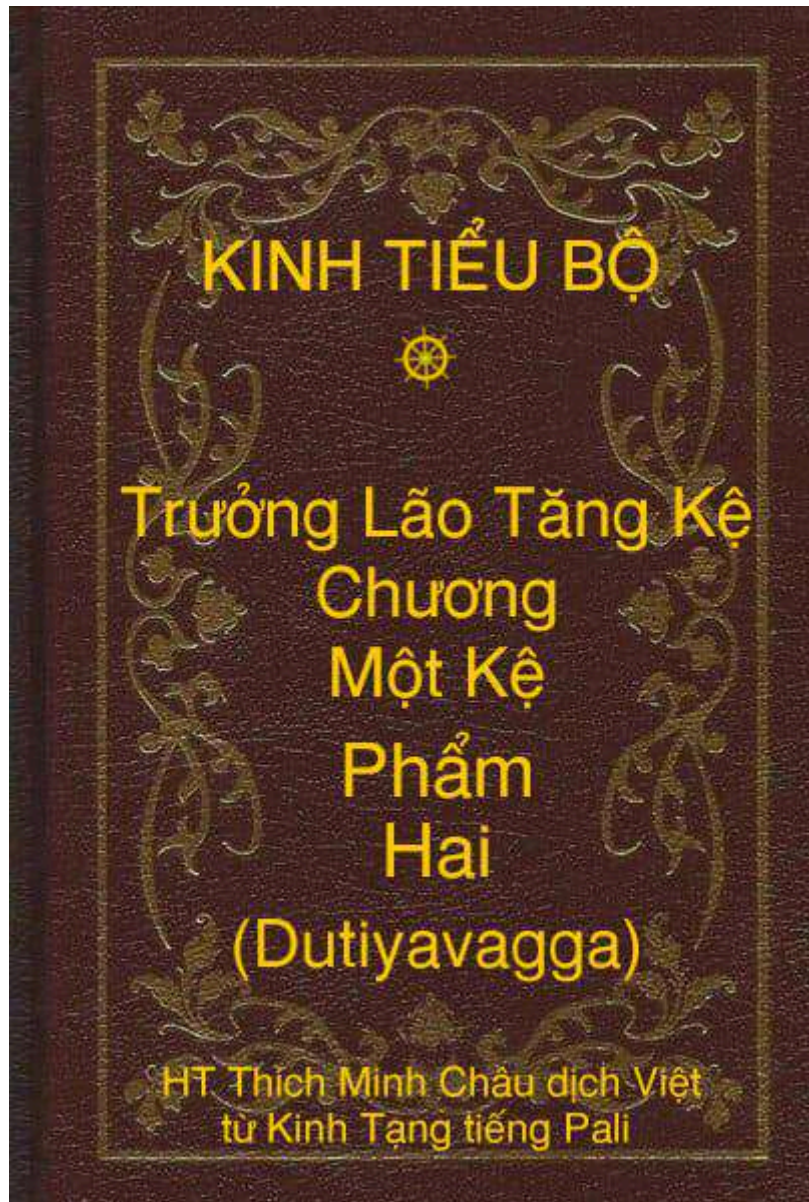 KINH TIỂU BỘ
Trưởng Lão Tăng Kệ
Chương
Một Kệ
Phẩm
Hai
(Dutiyavagga)
HT Thích Minh Châu dịch Việt
từ Kinh Tạng tiếng Pali